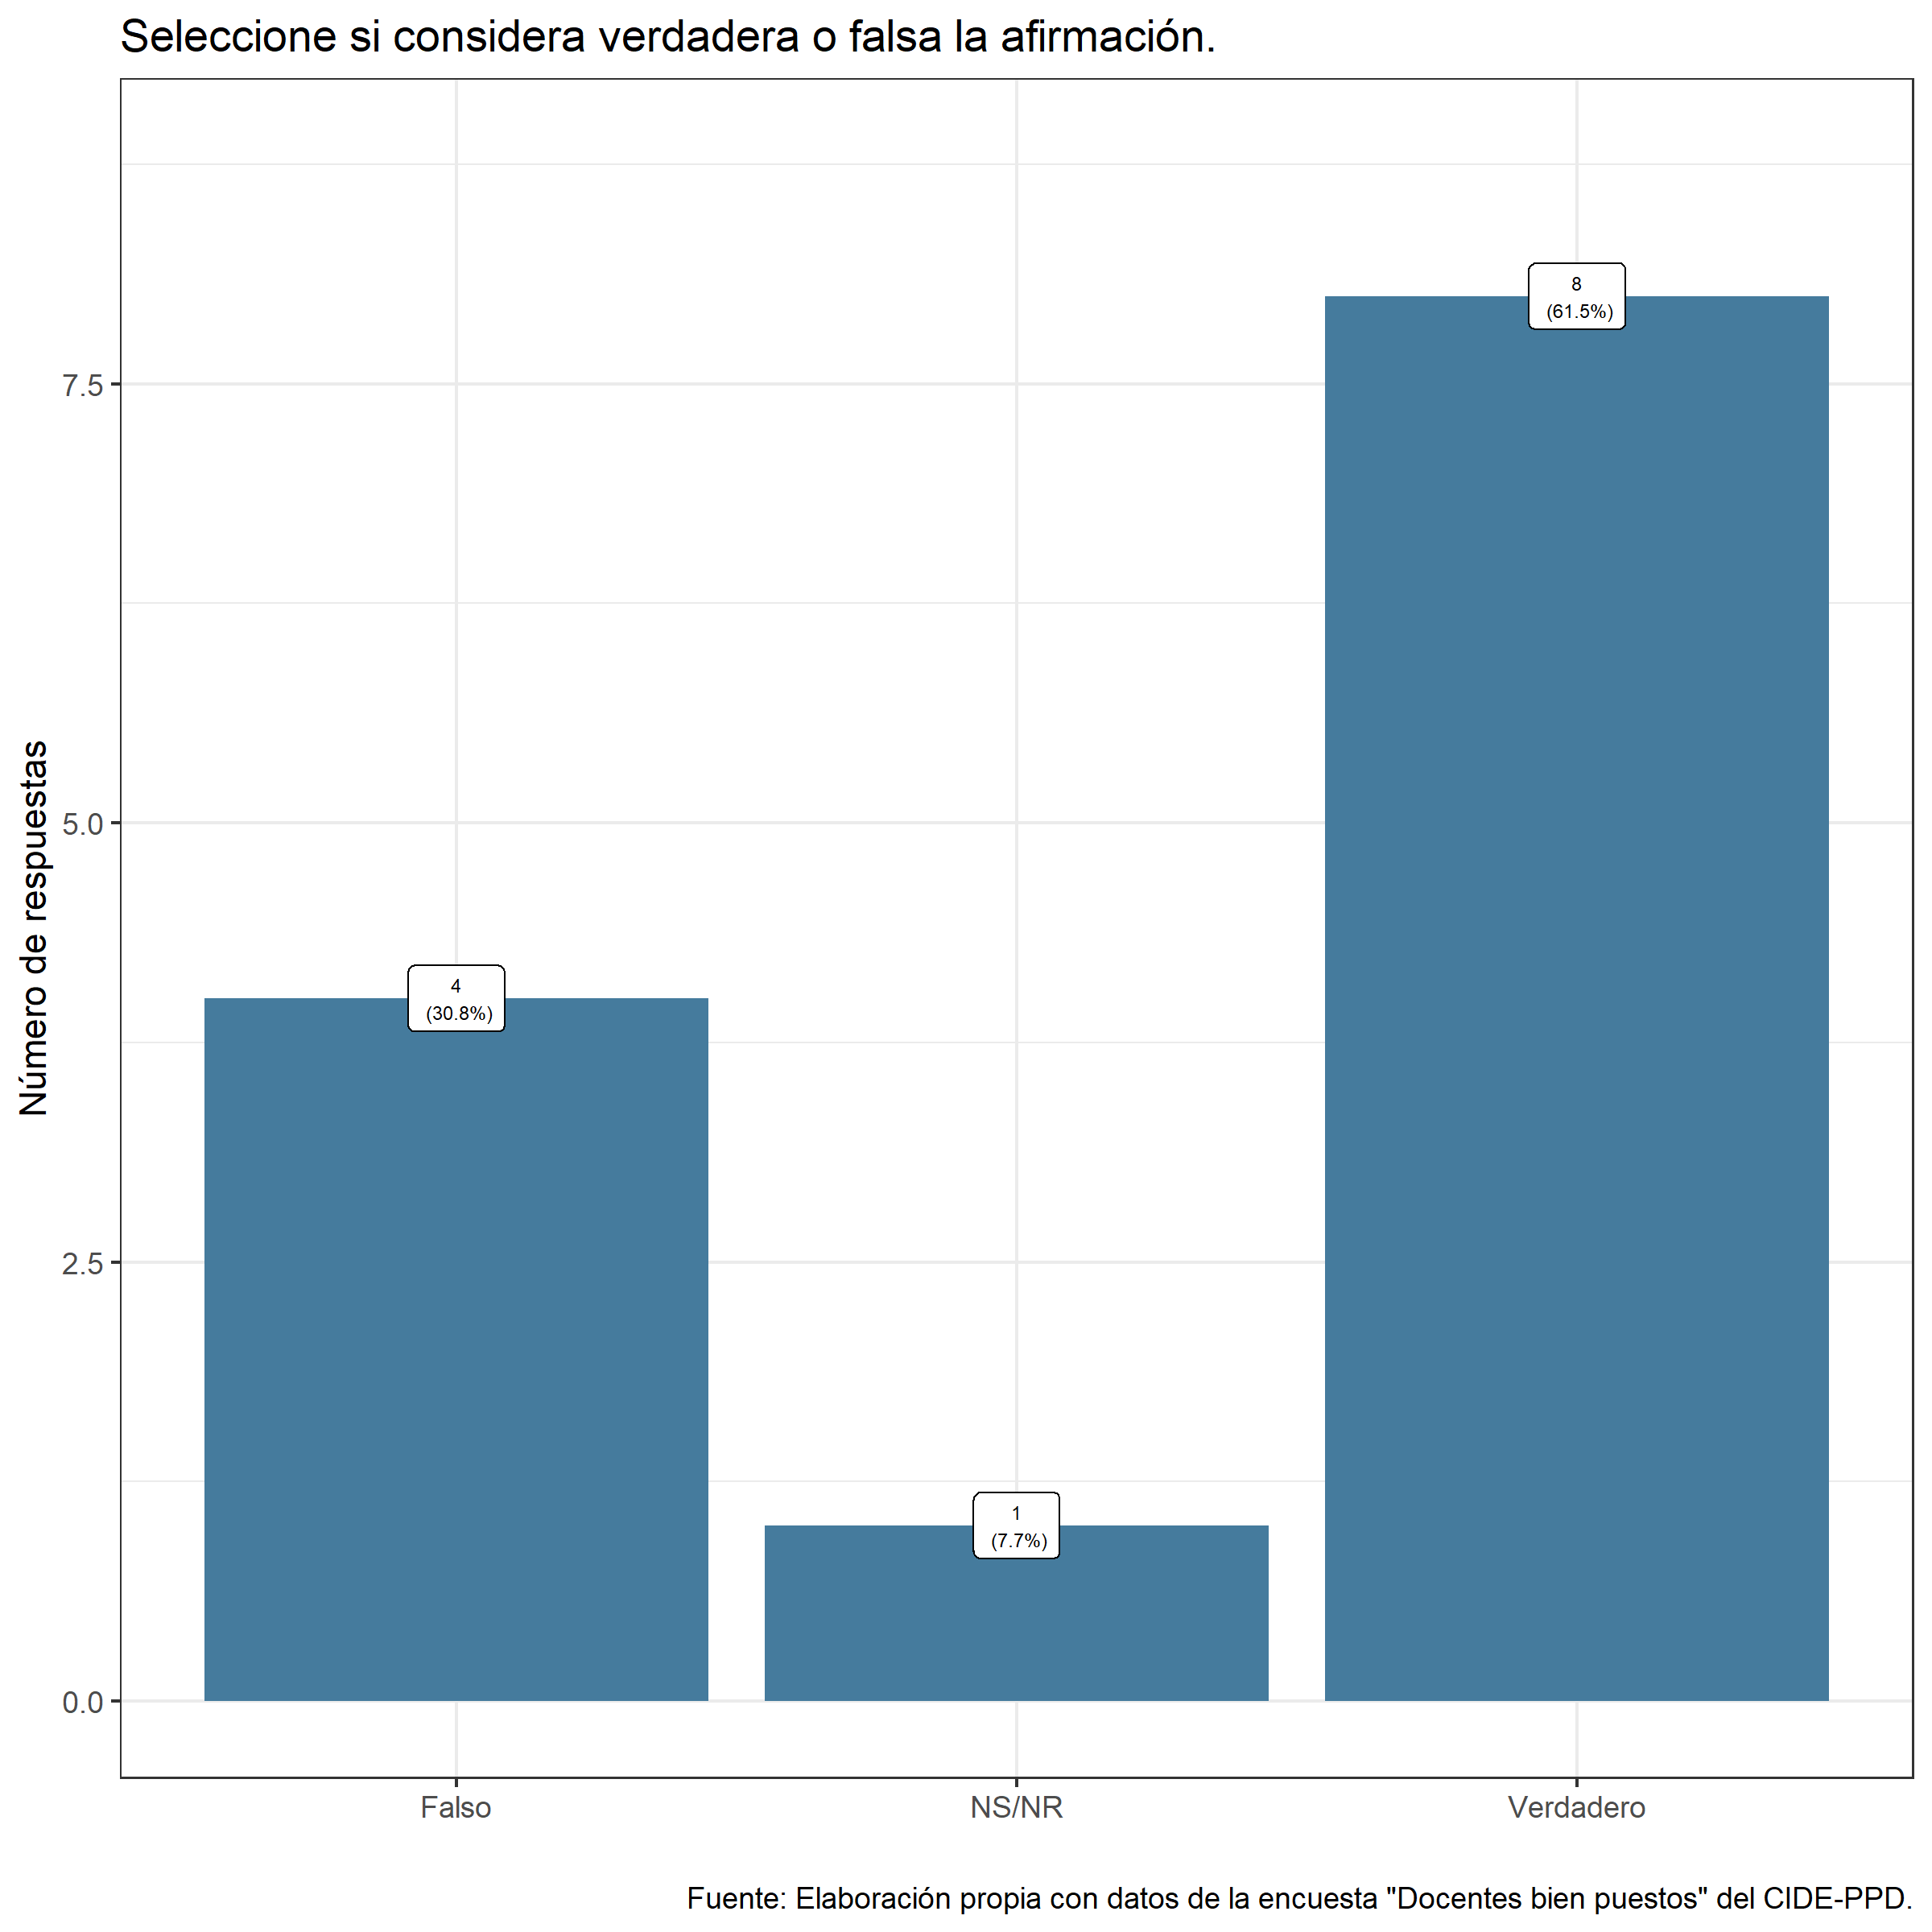 Seleccione si considera verdadera o falsa la afirmación.
Número de respuestas
7.5
5.0
2.5
0.0
4
(30.8%)
1
(7.7%)
8
(61.5%)
Falso
NS/NR
Verdadero
Fuente: Elaboración propia con datos de la encuesta "Docentes bien puestos" del CIDE-PPD.